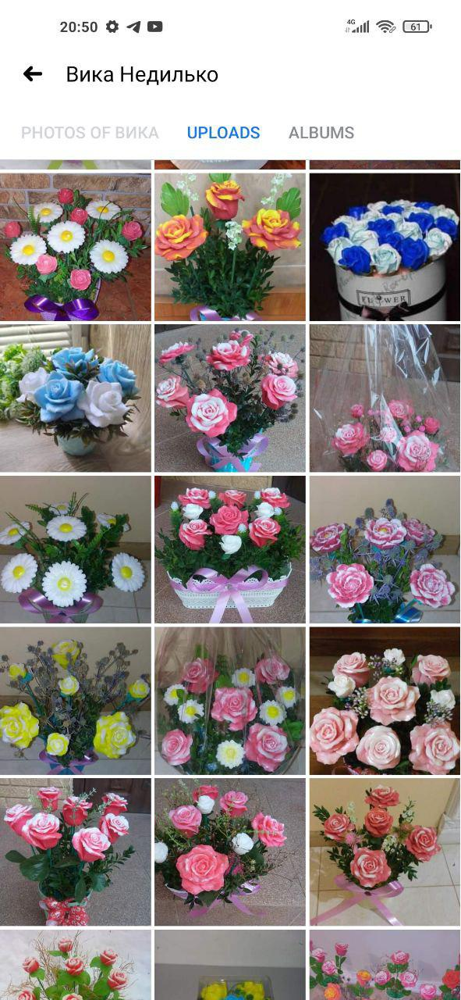 20:50
4G
61
Вика Недилько
PHOTOS OF ВИКА
UPLOADS
ALBUMS
FLOWER